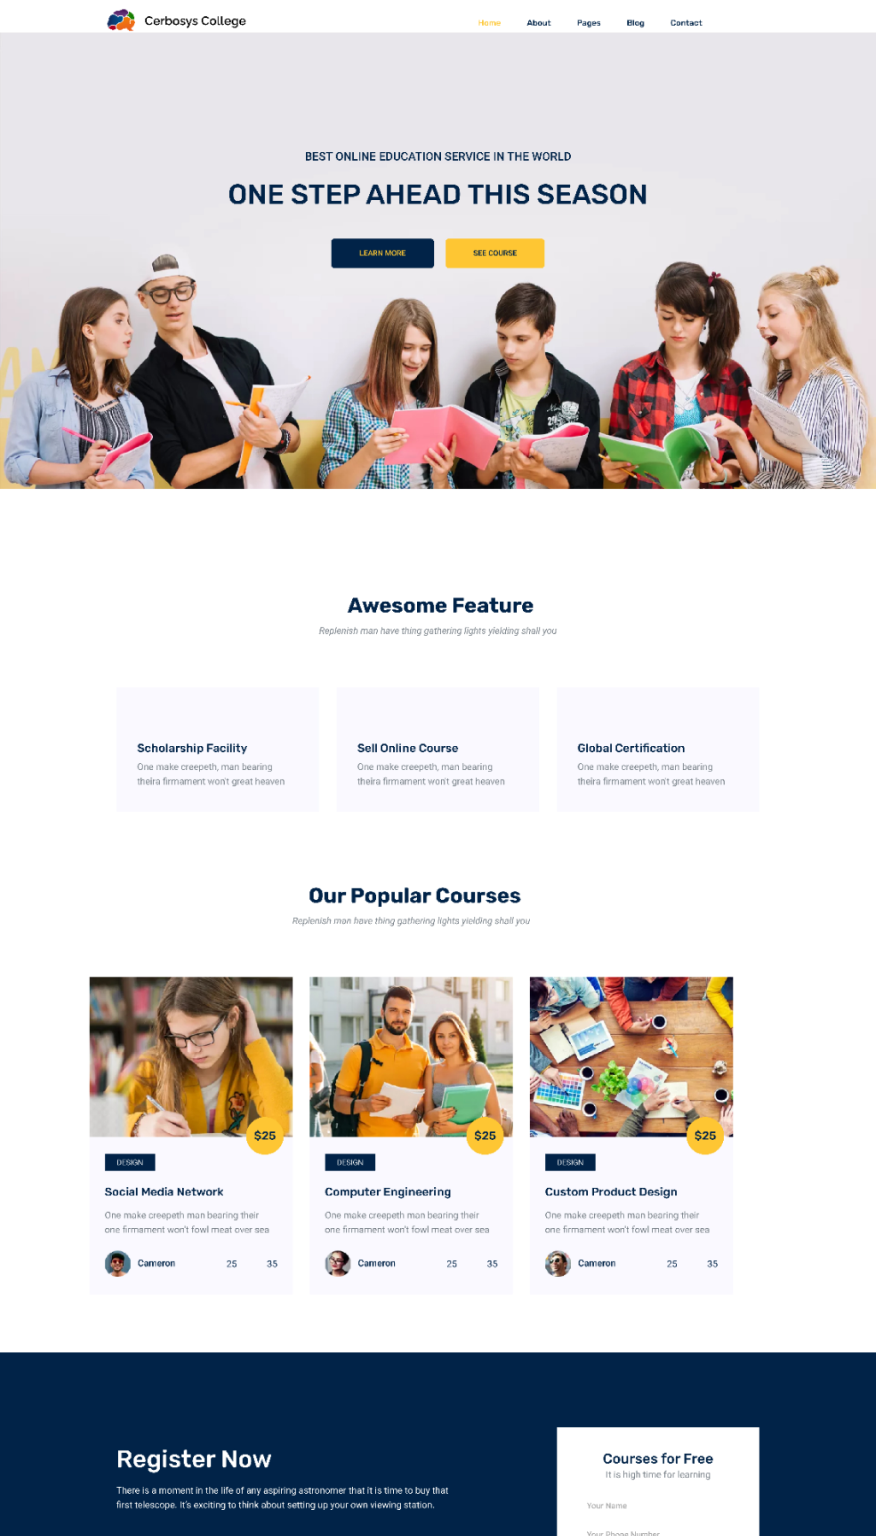 Cerbosys College
Home About Pages Blog Contact
BEST ONLINE EDUCATION SERVICE IN THE WORLD
ONE STEP AHEAD THIS SEASON
LEARN MORE SEE COURSE
Awesome Feature
Replenish man have thing gathering lights yielding shall you
Scholarship Facility
One make creepeth, man bearing
theira firmament won't great heaven
Sell Online Course
One make creepeth, man bearing
theira firmament won't great heaven
Global Certification
One make creepeth, man bearing
theira firmament won't great heaven
Our Popular Courses
Replenish man have thing gathering lights yielding shall you
$25
DESIGN
Social Media Network
One make creepeth man bearing their
one firmament won't fowl meat over sea
Cameron 25 35
$25
DESIGN
Computer Engineering
One make creepeth man bearing their
one firmament won't fowl meat over sea
Cameron 25 35
$25
DESIGN
Custom Product Design
One make creepeth man bearing their
one firmament won't fowl meat over sea
Cameron 25 35
Register Now
There is a moment in the life of any aspiring astronomer that it is time to buy that
first telescope. It's exciting to think about setting up your own viewing station.
Courses for Free
It is high time for learning
Your Name
Your Phone Number